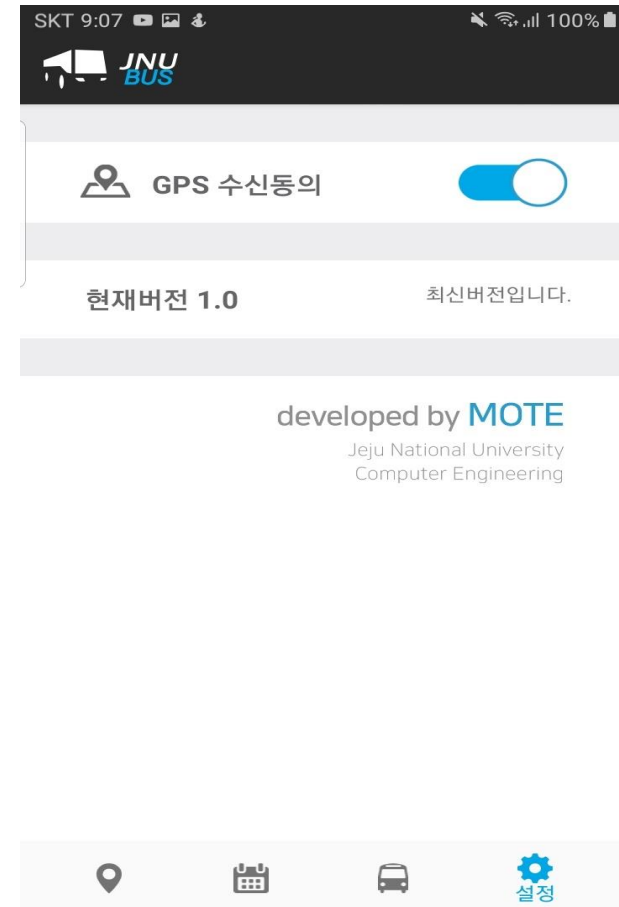 SKT 9:07 100%
JNU
BUS
GPS 수신동의
현재버전 1.0
최신버전입니다.
developed by MOTE
Jeju National University
Computer Engineering
설정